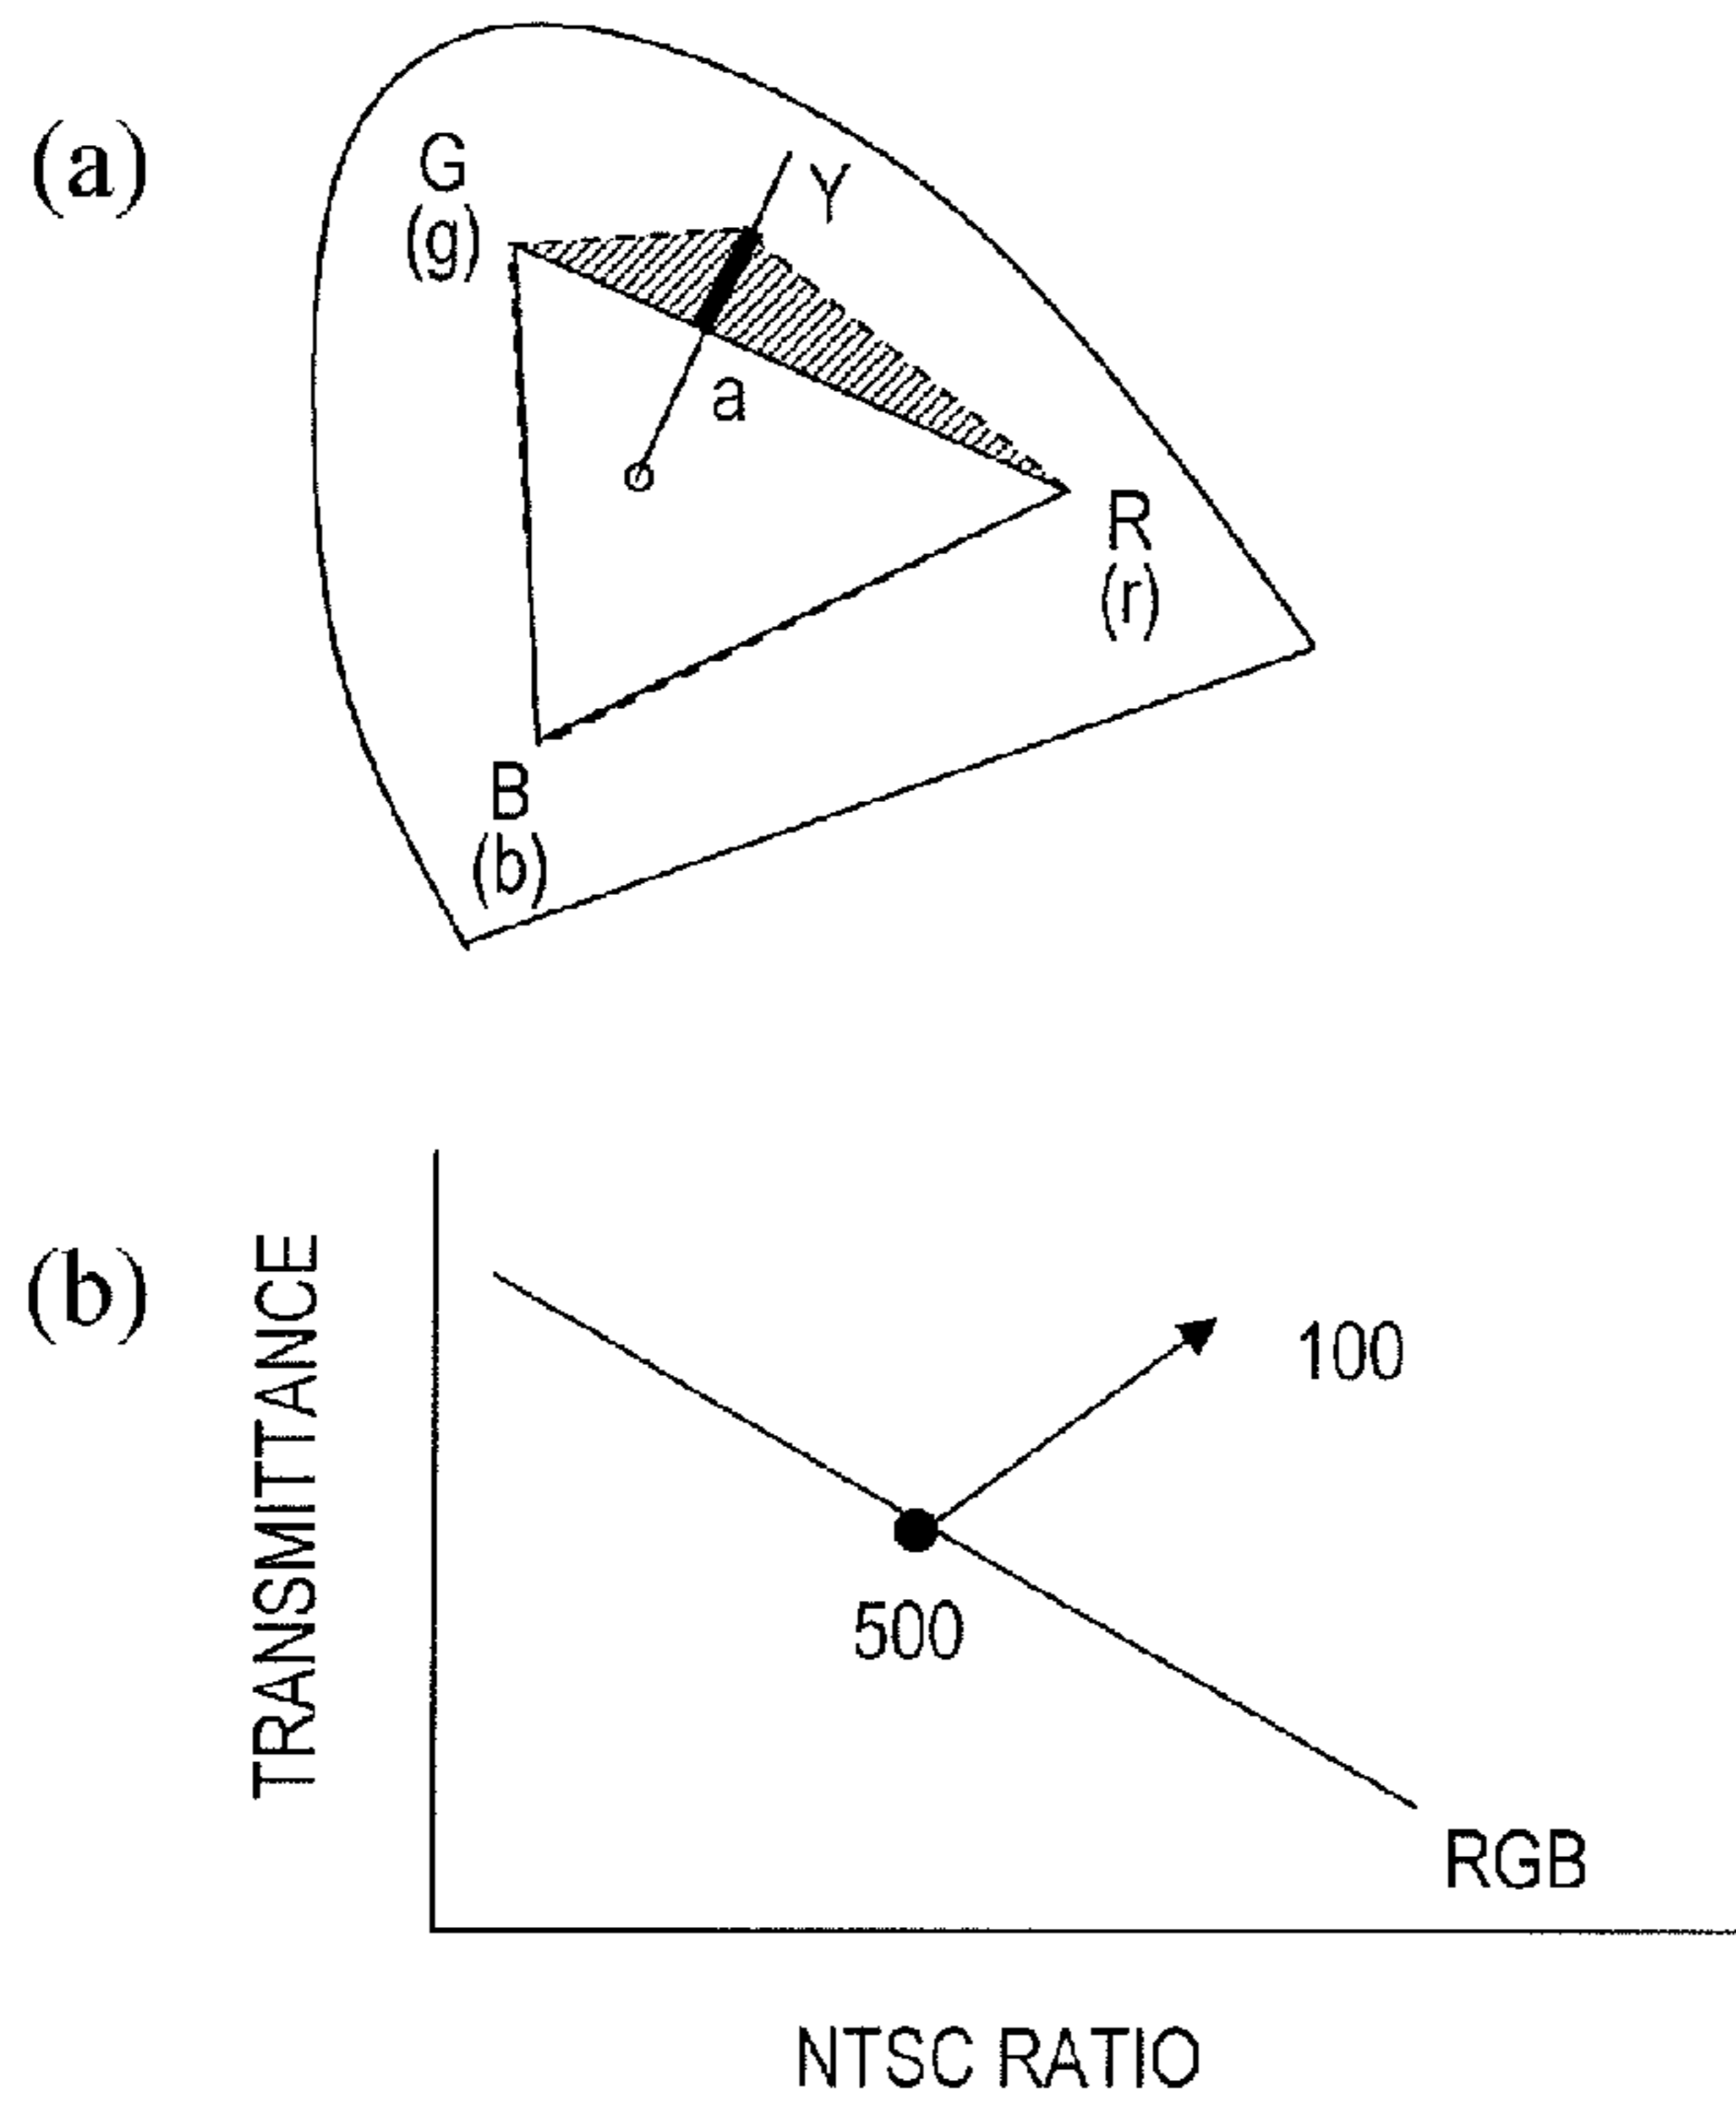 (a)
G
(g)
Y
a
R
(r)
B
(b)
(b)
TRANSMITTANCE
100
500
RGB
NTSC RATIO